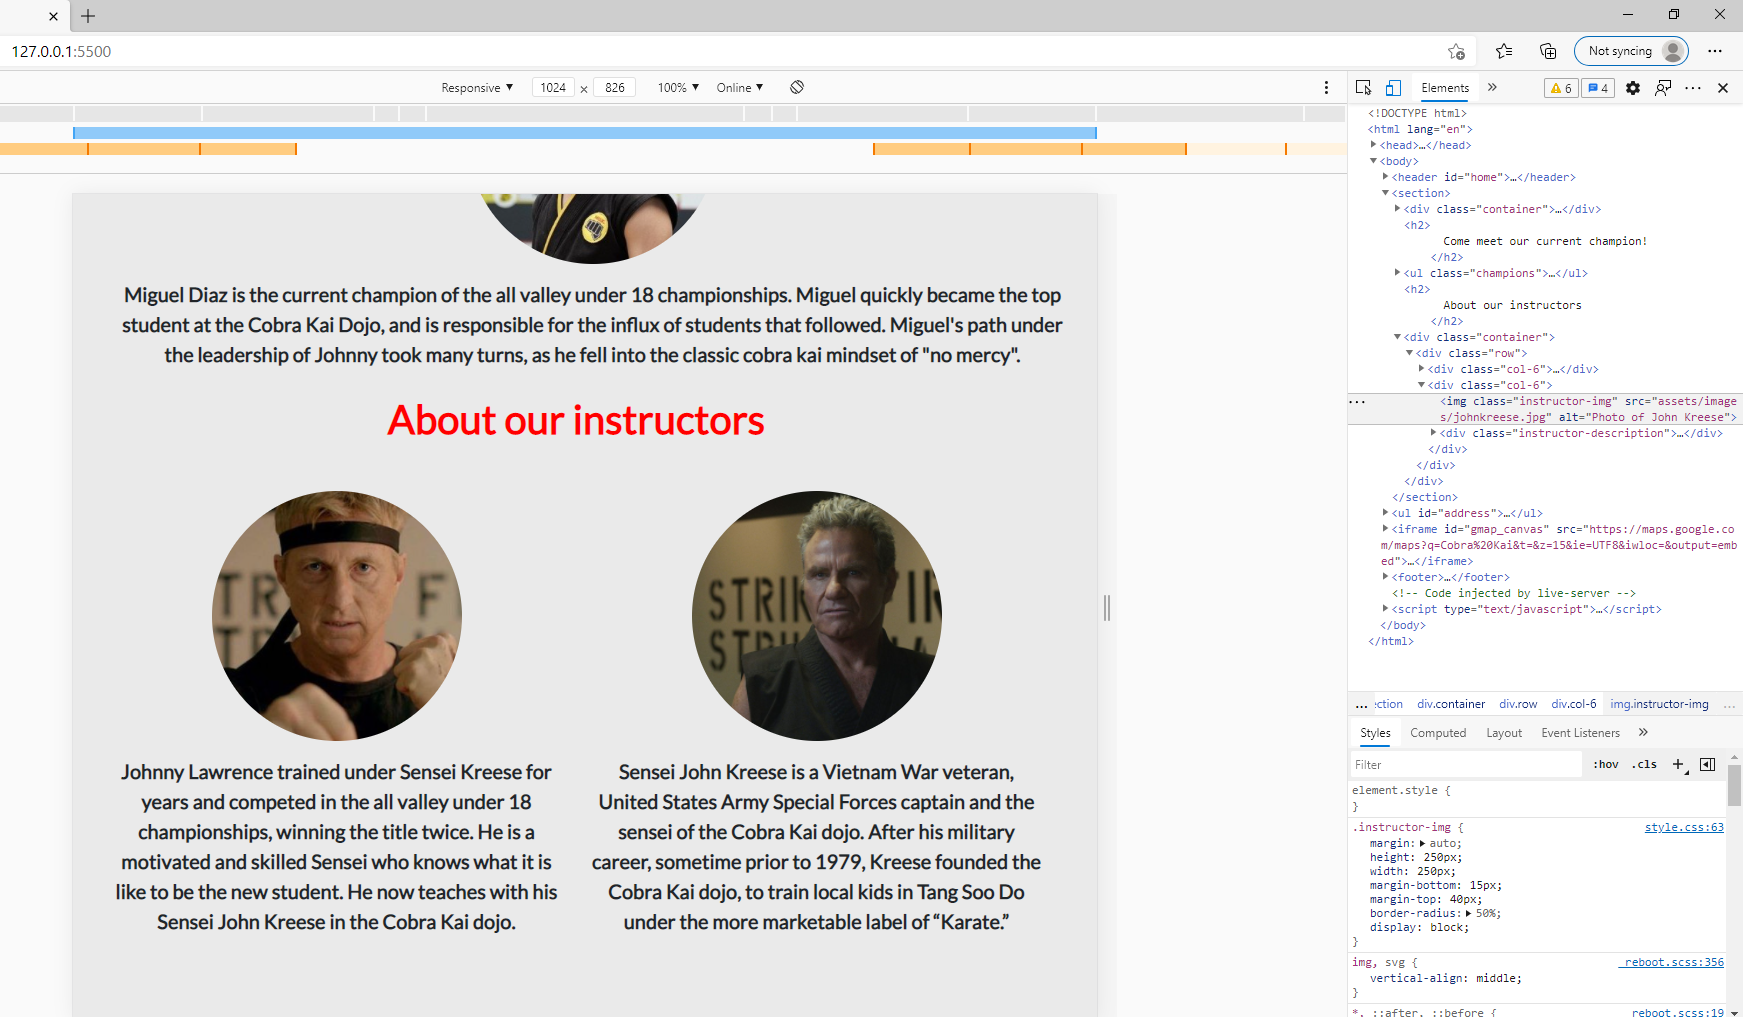 127.0.0.1:5500
Not syncing
Responsive ▼ 1024 × 826 100% ▼ Online ▼
Elements
6
4
Miguel Diaz is the current champion of the all valley under 18 championships. Miguel quickly became the top
student at the Cobra Kai Dojo, and is responsible for the influx of students that followed. Miguel's path under
the leadership of Johnny took many turns, as he fell into the classic cobra kai mindset of "no mercy".
About our instructors
STRIK
STR
TR
F
Johnny Lawrence trained under Sensei Kreese for
years and competed in the all valley under 18
championships, winning the title twice. He is a
motivated and skilled Sensei who knows what it is
like to be the new student. He now teaches with his
Sensei John Kreese in the Cobra Kai dojo.
Sensei John Kreese is a Vietnam War veteran,
United States Army Special Forces captain and the
sensei of the Cobra Kai dojo. After his military
career, sometime prior to 1979, Kreese founded the
Cobra Kai dojo, to train local kids in Tang Soo Do
under the more marketable label of “Karate.”
<!DOCTYPE html>
<html lang="en">
<head>…</head>
<body>
<header id="home">…</header>
<section>
<div class="container">…</div>
<h2>
Come meet our current champion!
</h2>
<ul class="champions">…</ul>
<h2>
About our instructors
</h2>
<div class="container">
<div class="row">
<div class="col-6">…</div>
<div class="col-6">
<img class="instructor-img" src="assets/image
s/johnkreese.jpg" alt="Photo of John Kreese">
<div class="instructor-description">…</div>
</div>
</div>
</div>
</section>
<ul id="address">…</ul>
<iframe id="gmap_canvas" src="https://maps.google.co
m/maps?q=Cobra%20Kai&t=&z=15&ie=UTF8&iwloc=&output=emb
ed">…</iframe>
<footer>…</footer>
<!-- Code injected by live-server -->
<script type="text/javascript">…</script>
</body>
</html>
... ection div.container div.row div.col-6 img.instructor-img ...
Styles Computed Layout Event Listeners
Filter :hov .cls +
element.style {
}
.instructor-img { style.css:63
margin: auto;
height: 250px;
width: 250px;
margin-bottom: 15px;
margin-top: 40px;
border-radius: 50%;
display: block;
}
img, svg { _reboot.scss:356
vertical-align: middle;
}
*, ::after, ::before { reboot.scss:19